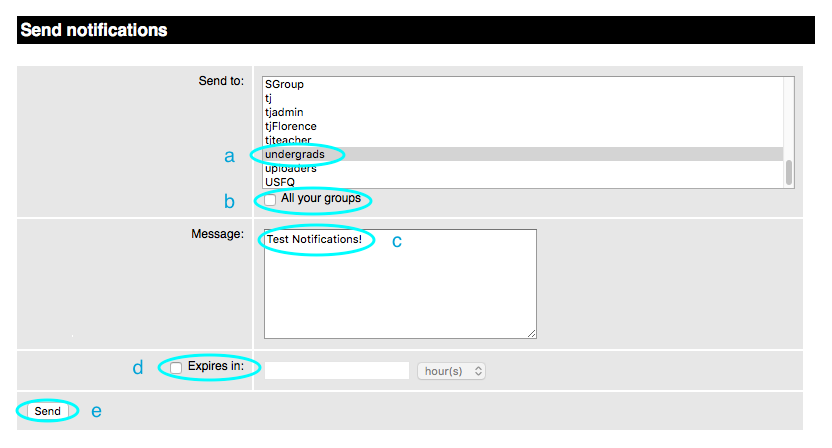 Send notifications
Send to:
SGroup
tj
tjadmin
tjFlorence
tjteacher
a undergrads
uploaders
USFQ
b All your groups
Message:
Test Notifications! c
d Expires in: hour(s)
Send e